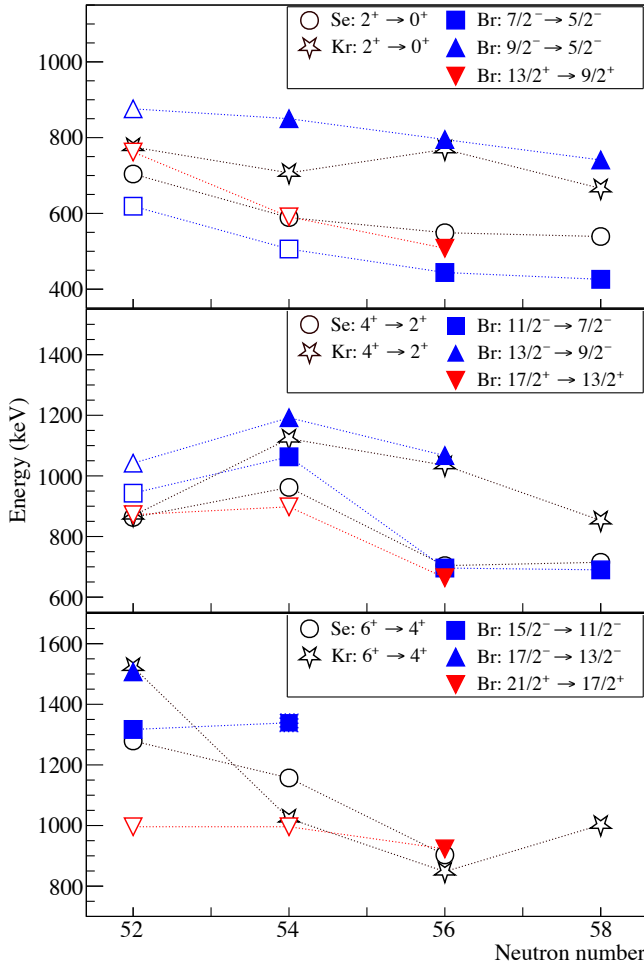 Se: 2⁺ → 0⁺
Kr: 2⁺ → 0⁺
Br: 7/2⁻ → 5/2⁻
Br: 9/2⁻ → 5/2⁻
Br: 13/2⁺ → 9/2⁺
1000
800
600
400
Se: 4⁺ → 2⁺
Kr: 4⁺ → 2⁺
Br: 11/2⁻ → 7/2⁻
Br: 13/2⁻ → 9/2⁻
Br: 17/2⁺ → 13/2⁺
1400
1200
1000
800
600
Energy (keV)
Se: 6⁺ → 4⁺
Kr: 6⁺ → 4⁺
Br: 15/2⁻ → 11/2⁻
Br: 17/2⁻ → 13/2⁻
Br: 21/2⁺ → 17/2⁺
1600
1400
1200
1000
800
52 54 56 58
Neutron number